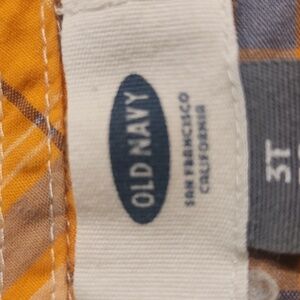 OLD NAVY
SAN FRANCISCO
CALIFORNIA
3T